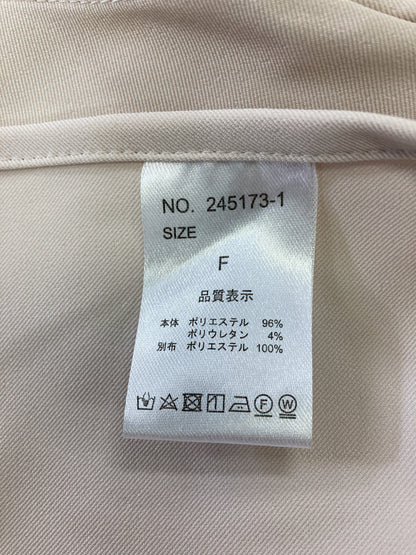 NO. 245173-1
SIZE
F
品質表示
本体 ポリエステル 96%
ポリウレタン 4%
別布 ポリエステル 100%
F W